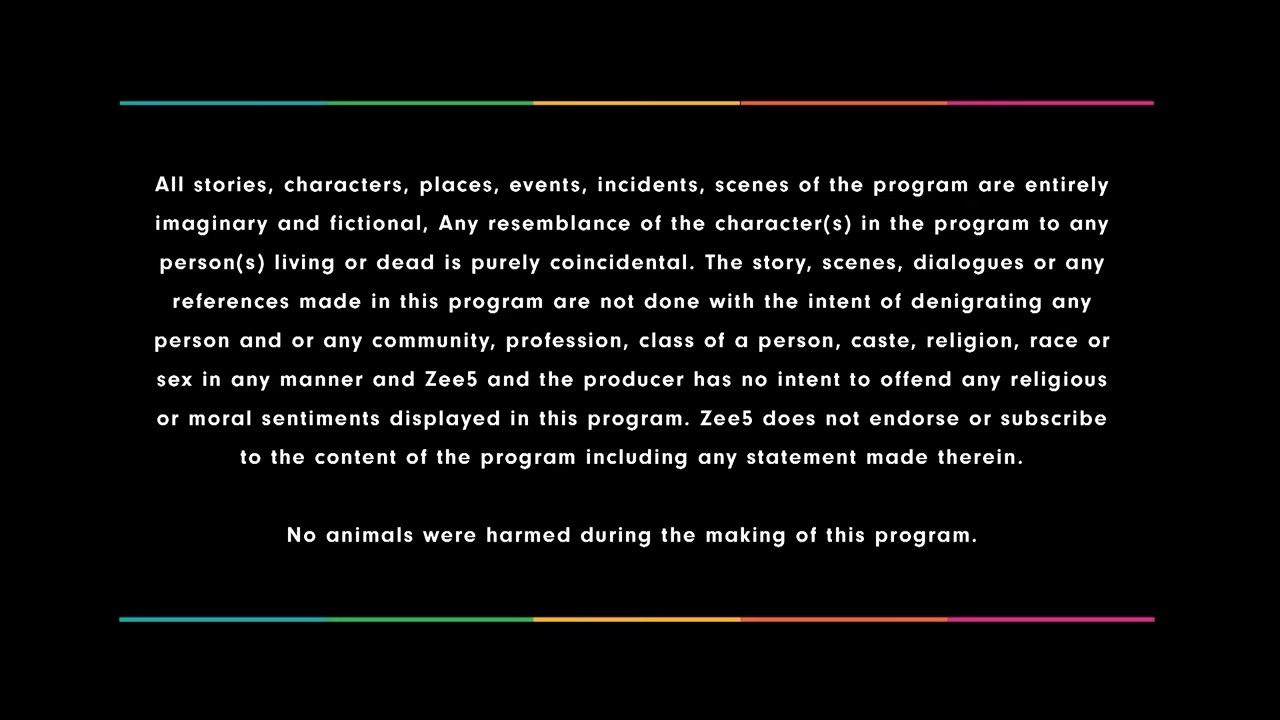 All stories, characters, places, events, incidents, scenes of the program are entirely
imaginary and fictional, Any resemblance of the character(s) in the program to any
person(s) living or dead is purely coincidental. The story, scenes, dialogues or any
references made in this program are not done with the intent of denigrating any
person and or any community, profession, class of a person, caste, religion, race or
sex in any manner and Zee5 and the producer has no intent to offend any religious
or moral sentiments displayed in this program. Zee5 does not endorse or subscribe
to the content of the program including any statement made therein.
No animals were harmed during the making of this program.